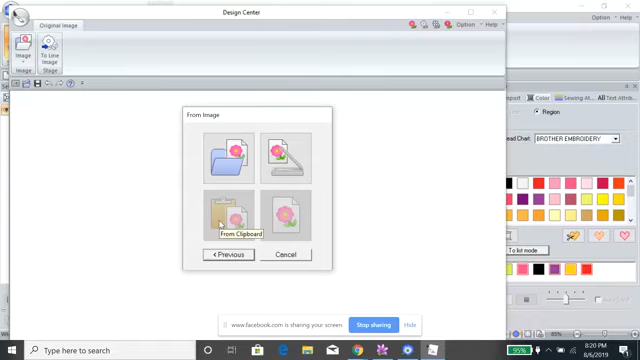 Design Center
Option
Help
Original Image
Option
Help
Image
To Line
Image
Image
Stage
From Image
From Clipboard
< Previous
Cancel
Color
Sewing At
Text Attrib
Region
BROTHER EMBROIDERY
To list mode
www.facebook.com is sharing your screen.
Stop sharing
Hide
Type here to search
95%
8:20 PM
8/6/2019